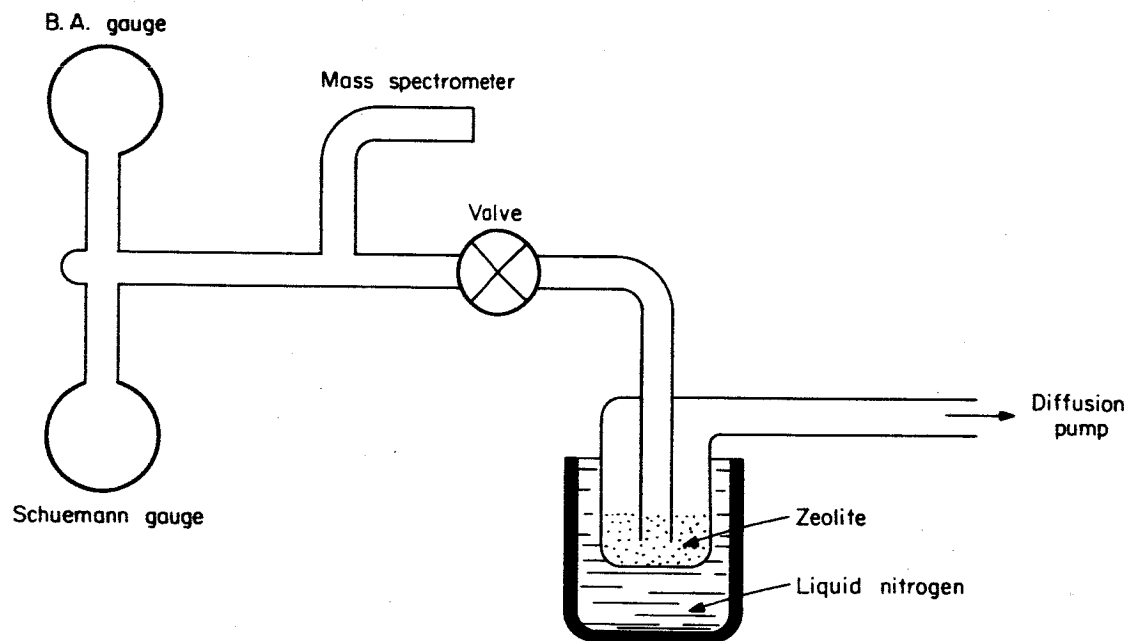 B. A. gauge
Mass spectrometer
Valve
Diffusion
pump
Schuemann gauge
Zeolite
Liquid nitrogen